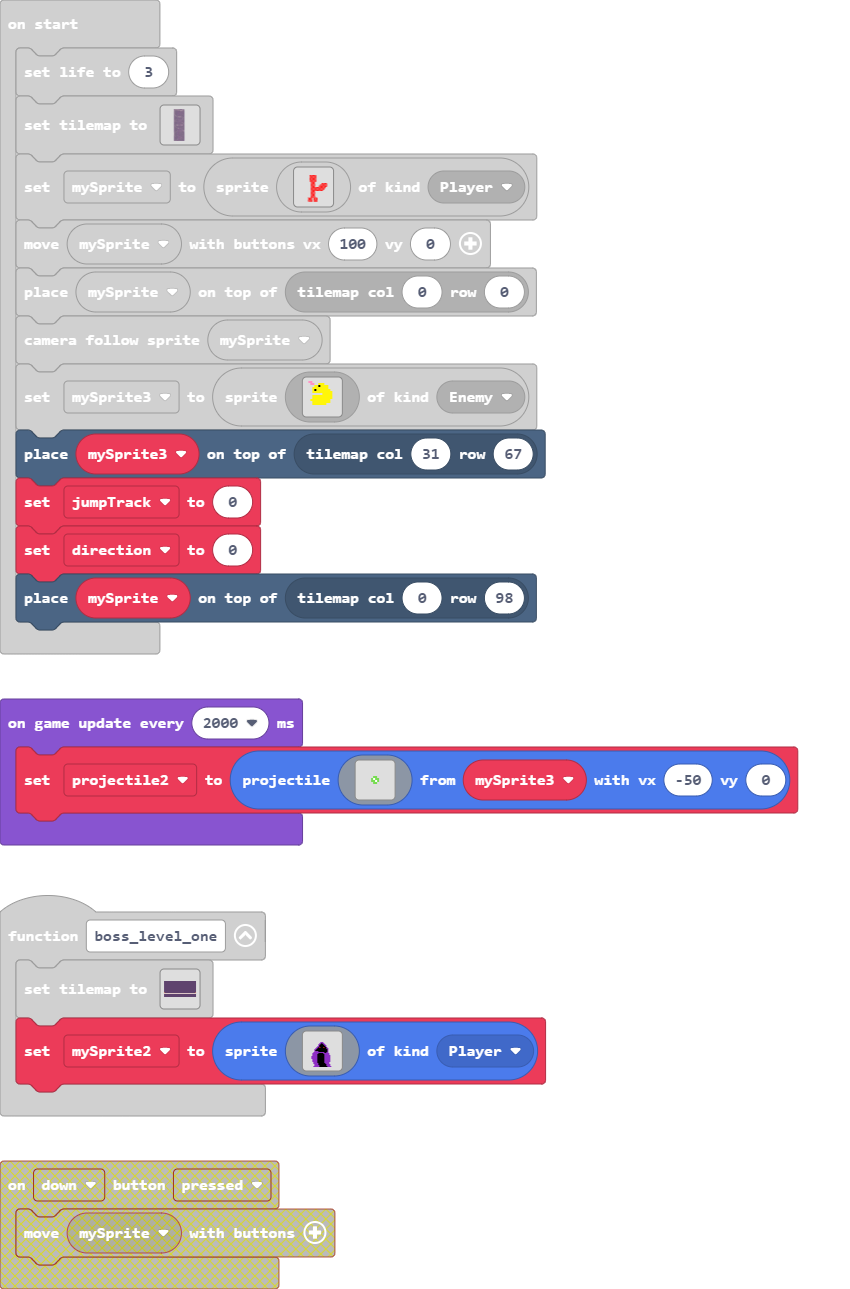 on start
set life to 3
set tilemap to
set mySprite to sprite of kind Player
move mySprite with buttons vx 100 vy 0
place mySprite on top of tilemap col 0 row 0
camera follow sprite mySprite
set mySprite3 to sprite of kind Enemy
place mySprite3 on top of tilemap col 31 row 67
set jumpTrack to 0
set direction to 0
place mySprite on top of tilemap col 0 row 98
on game update every 2000 ms
set projectile2 to projectile from mySprite3 with vx -50 vy 0
function boss_level_one
set tilemap to
set mySprite2 to sprite of kind Player
on down button pressed
move mySprite with buttons